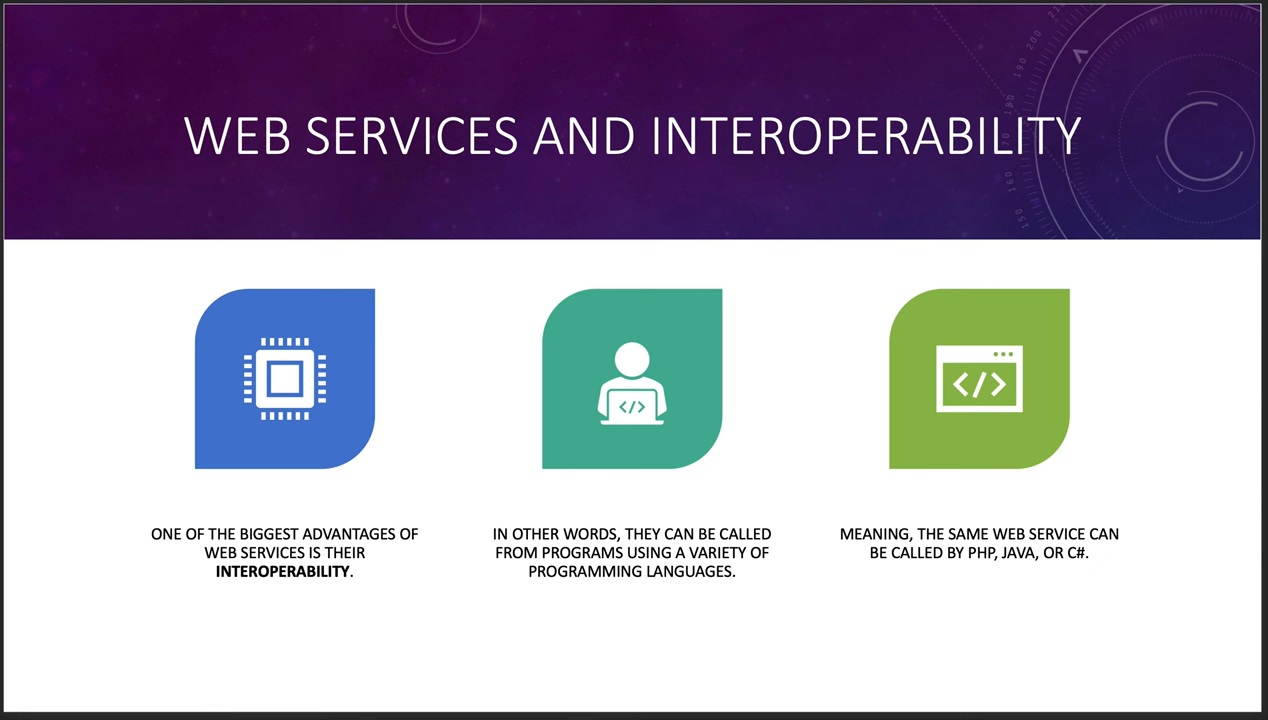 WEB SERVICES AND INTEROPERABILITY
ONE OF THE BIGGEST ADVANTAGES OF
WEB SERVICES IS THEIR
INTEROPERABILITY.
IN OTHER WORDS, THEY CAN BE CALLED
FROM PROGRAMS USING A VARIETY OF
PROGRAMMING LANGUAGES.
MEANING, THE SAME WEB SERVICE CAN
BE CALLED BY PHP, JAVA, OR C#.